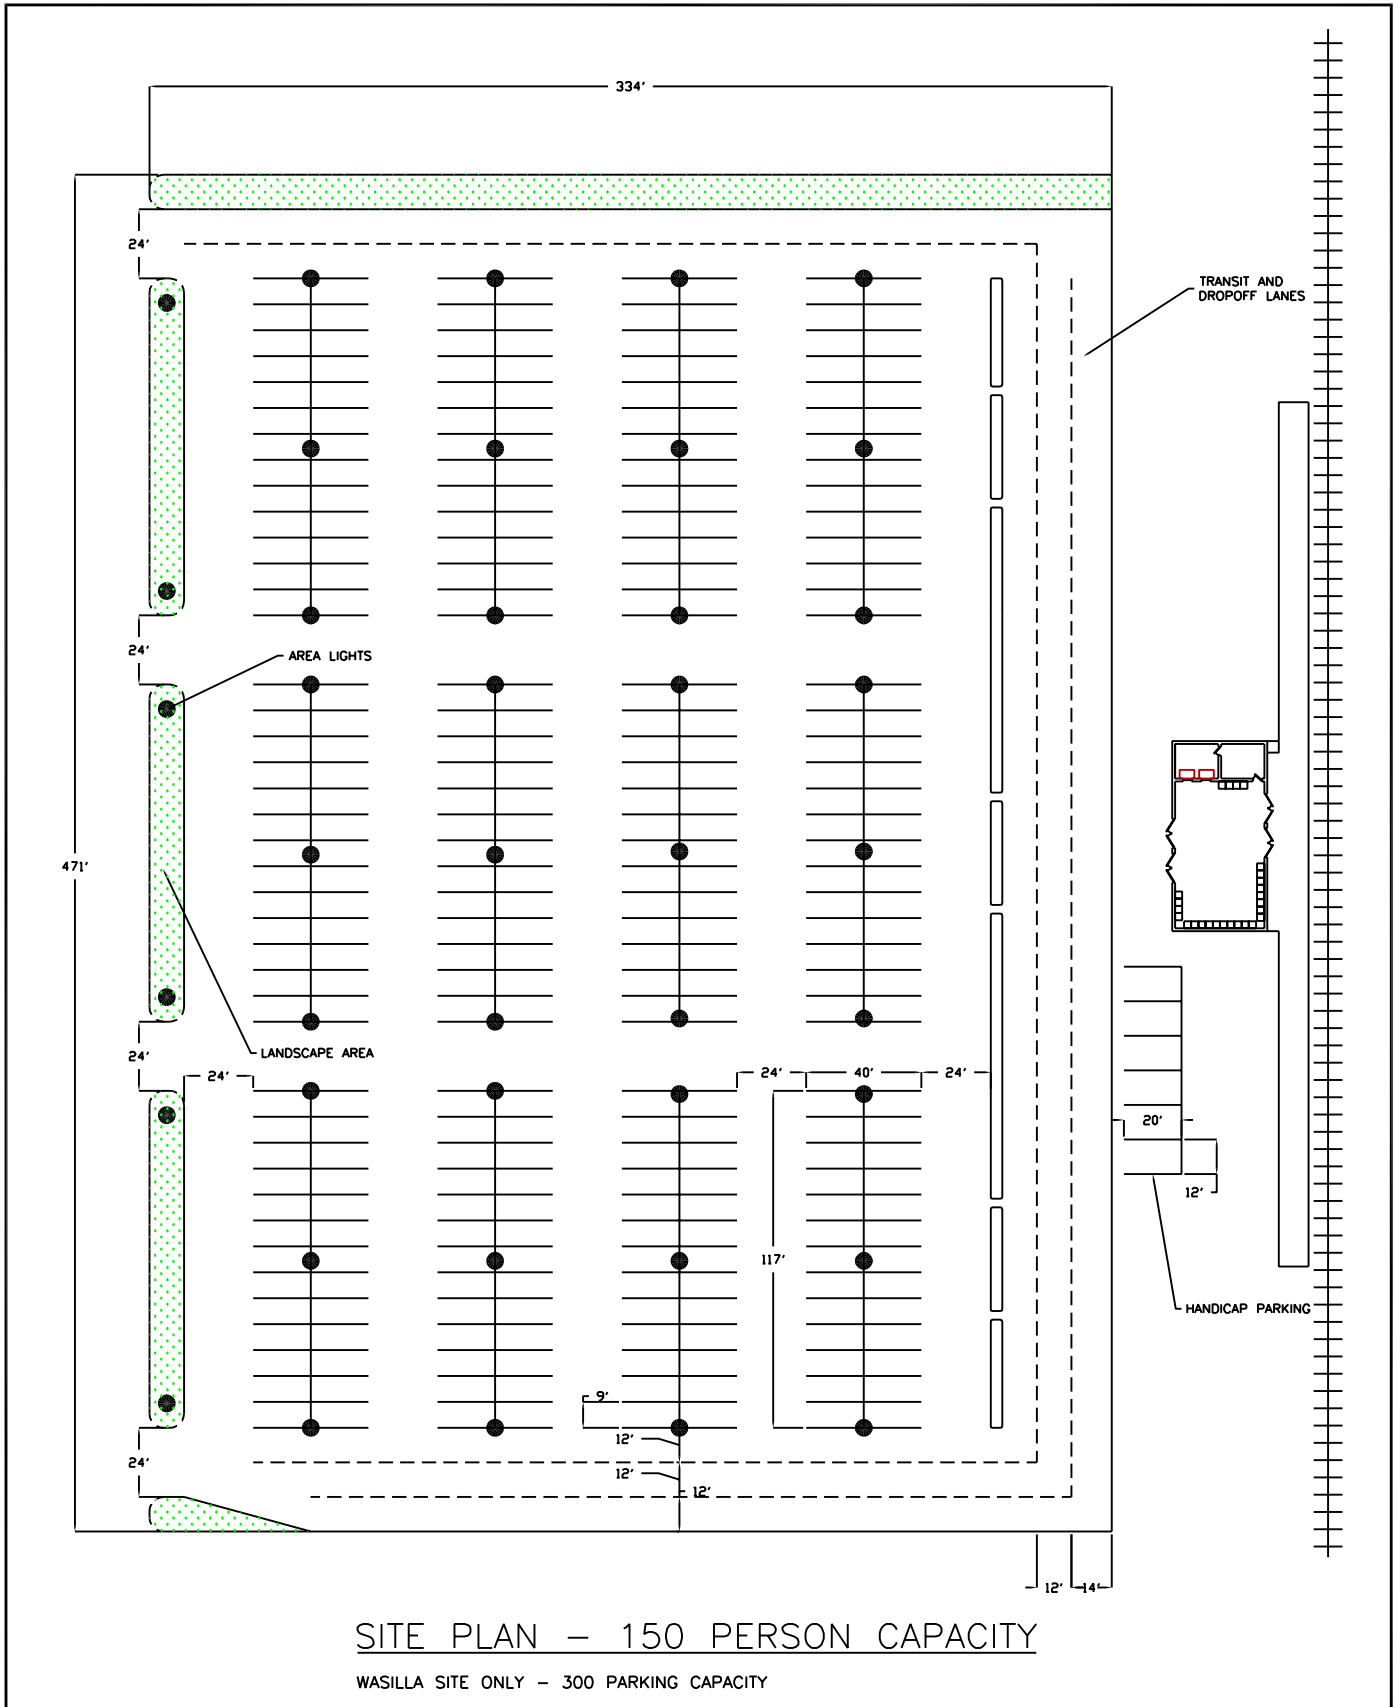 334'
24'
TRANSIT AND
DROPOFF LANES
24'
AREA LIGHTS
471'
24'
LANDSCAPE AREA
24'
24'
40'
24'
20'
12'
117'
HANDICAP PARKING
9'
12'
24'
12'
12'
12'
14'
SITE PLAN - 150 PERSON CAPACITY
WASILLA SITE ONLY - 300 PARKING CAPACITY